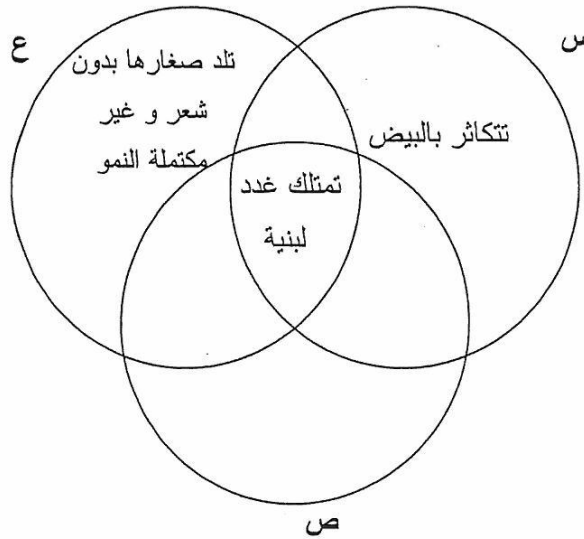 س
ع
تتكاثر بالبيض
تلد صغارها بدون
شعر و غير
مكتملة النمو
تمتلك غدد
لبنية
ص